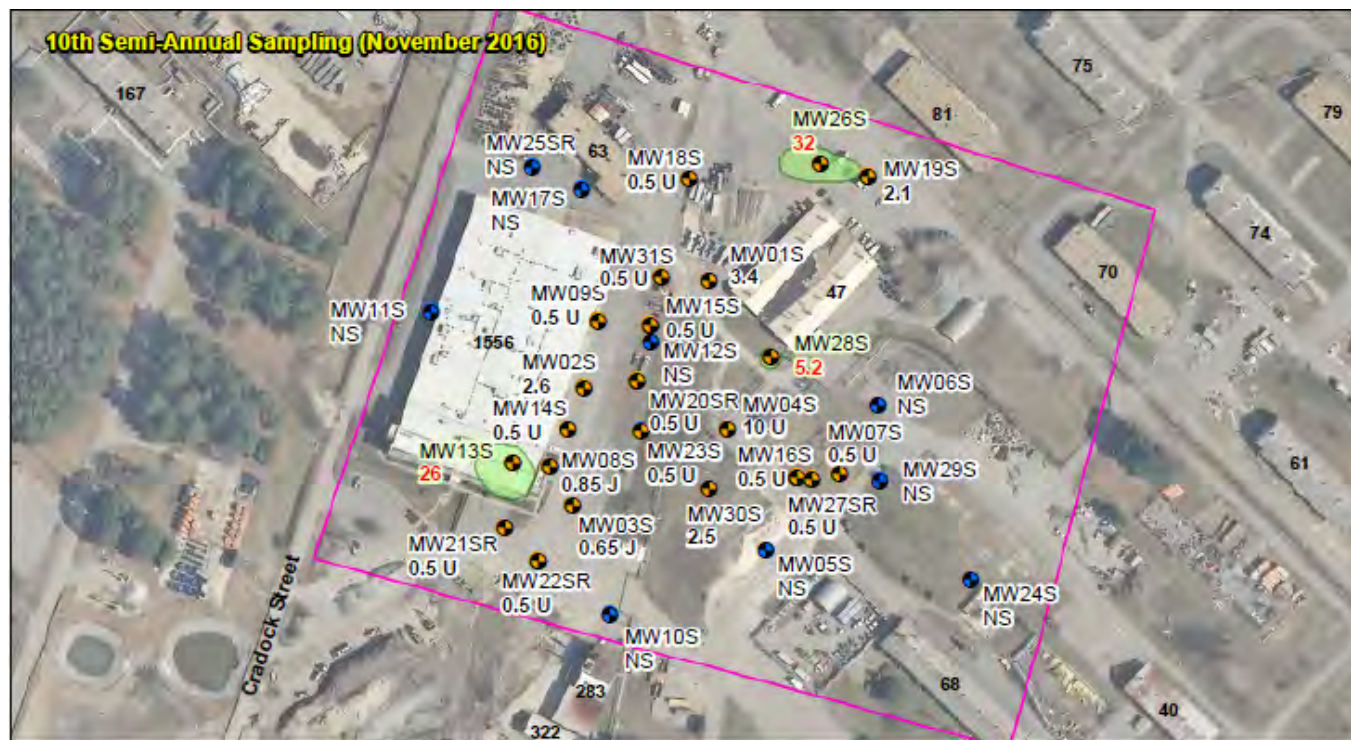 10th Semi-Annual Sampling (November 2016)
167
75
79
81
MW26S
32
MW25SR
NS
63
MW18S
0.5 U
MW19S
2.1
MW17S
NS
74
70
MW31S
0.5 U
MW01S
3.4
47
MW09S
0.5 U
MW15S
0.5 U
MW11S
NS
1556
MW12S
NS
MW28S
5.2
MW02S
2.6
MW06S
NS
MW20SR
0.5 U
MW04S
10 U
MW14S
0.5 U
MW07S
0.5 U
MW13S
26
MW08S
0.85 J
MW23S
0.5 U
MW16S
0.5 U
MW29S
NS
61
MW27SR
0.5 U
MW30S
2.5
MW03S
0.65 J
MW21SR
0.5 U
MW05S
NS
MW22SR
0.5 U
MW24S
NS
MW10S
NS
Cradock Street
283
322
68
40